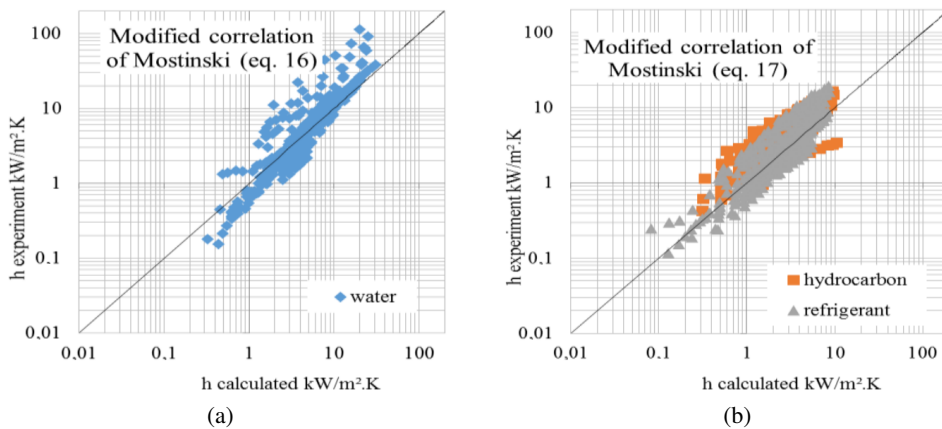 Modified correlation
of Mostinski (eq. 16)
100
10
1
0.1
0.01
h experiment kW/m².K
water
0.01
0.1
1
10
100
h calculated kW/m².K
(a)
Modified correlation of
Mostinski (eq. 17)
100
10
1
0.1
0.01
h experiment kW/m².K
hydrocarbon
refrigerant
0.01
0.1
1
10
100
h calculated kW/m².K
(b)